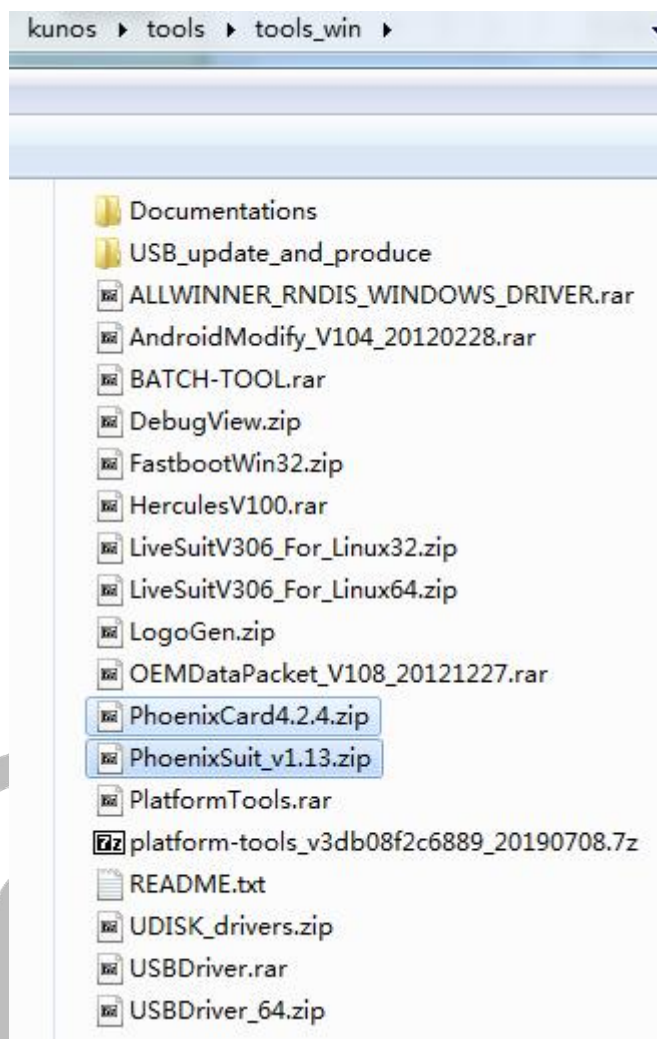 kunos ▸ tools ▸ tools_win ▸
Documentations
USB_update_and_produce
ALLWINNER_RNDIS_WINDOWS_DRIVER.rar
AndroidModify_V104_20120228.rar
BATCH-TOOL.rar
DebugView.zip
FastbootWin32.zip
HerculesV100.rar
LiveSuitV306_For_Linux32.zip
LiveSuitV306_For_Linux64.zip
LogoGen.zip
OEMDataPacket_V108_20121227.rar
PhoenixCard4.2.4.zip
PhoenixSuit_v1.13.zip
PlatformTools.rar
platform-tools_v3db08f2c6889_20190708.7z
README.txt
UDISK_drivers.zip
USBDriver.rar
USBDriver_64.zip